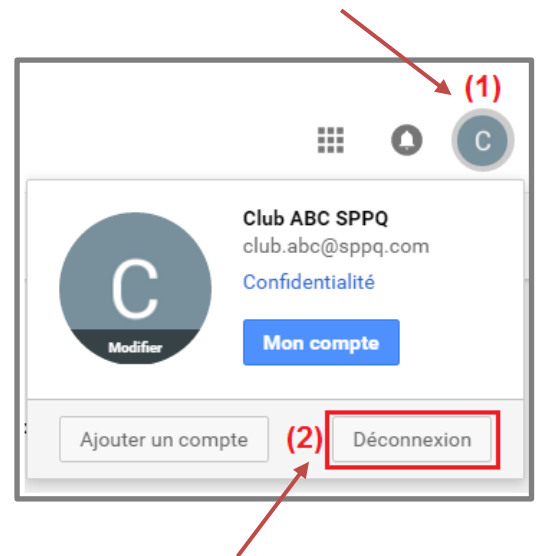 (1)
C
Club ABC SPPQ
club.abc@sppq.com
C
Confidentialité
Modifier
Mon compte
Ajouter un compte
(2)
Déconnexion